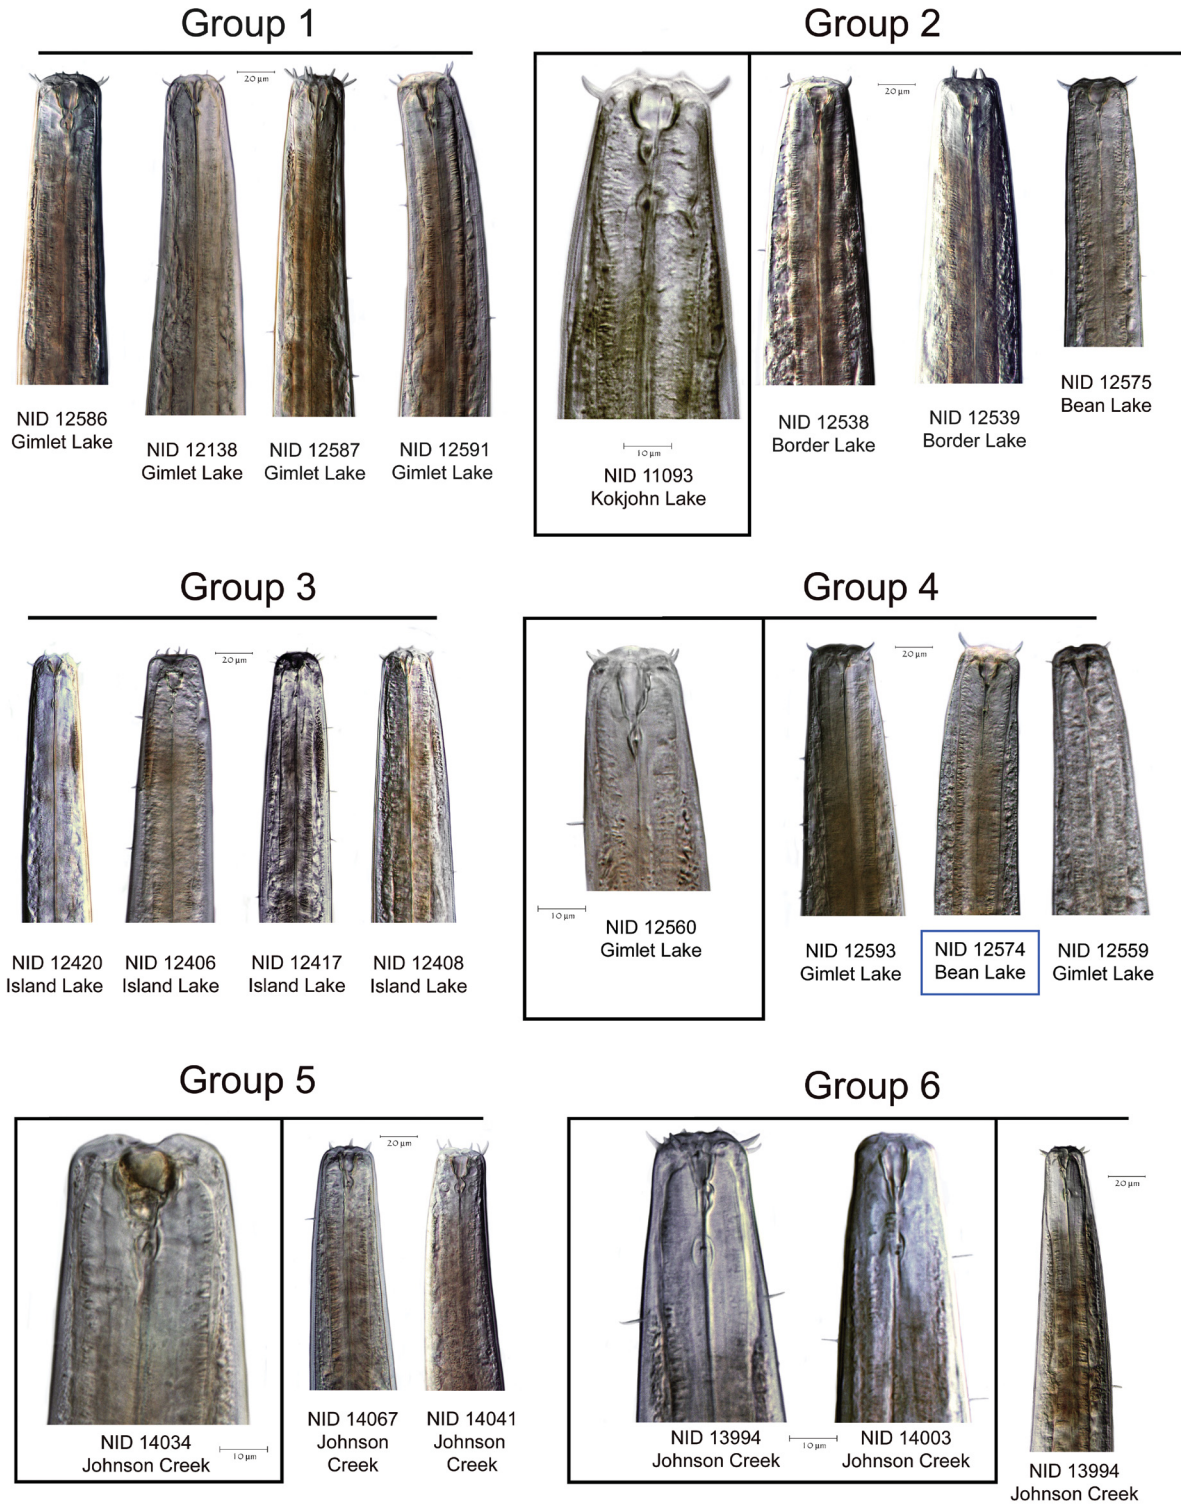 Group 1
20 µm
NID 12586
Gimlet Lake
NID 12138
Gimlet Lake
NID 12587
Gimlet Lake
NID 12591
Gimlet Lake
Group 2
20 µm
10 µm
NID 11093
Kokjohn Lake
NID 12538
Border Lake
NID 12539
Border Lake
NID 12575
Bean Lake
Group 3
20 µm
NID 12420
Island Lake
NID 12406
Island Lake
NID 12417
Island Lake
NID 12408
Island Lake
Group 4
20 µm
10 µm
NID 12560
Gimlet Lake
NID 12593
Gimlet Lake
NID 12574
Bean Lake
NID 12559
Gimlet Lake
Group 5
20 µm
NID 14034
Johnson Creek
10 µm
NID 14067
Johnson
Creek
NID 14041
Johnson
Creek
Group 6
20 µm
NID 13994
Johnson Creek
10 µm
NID 14003
Johnson Creek
NID 13994
Johnson Creek